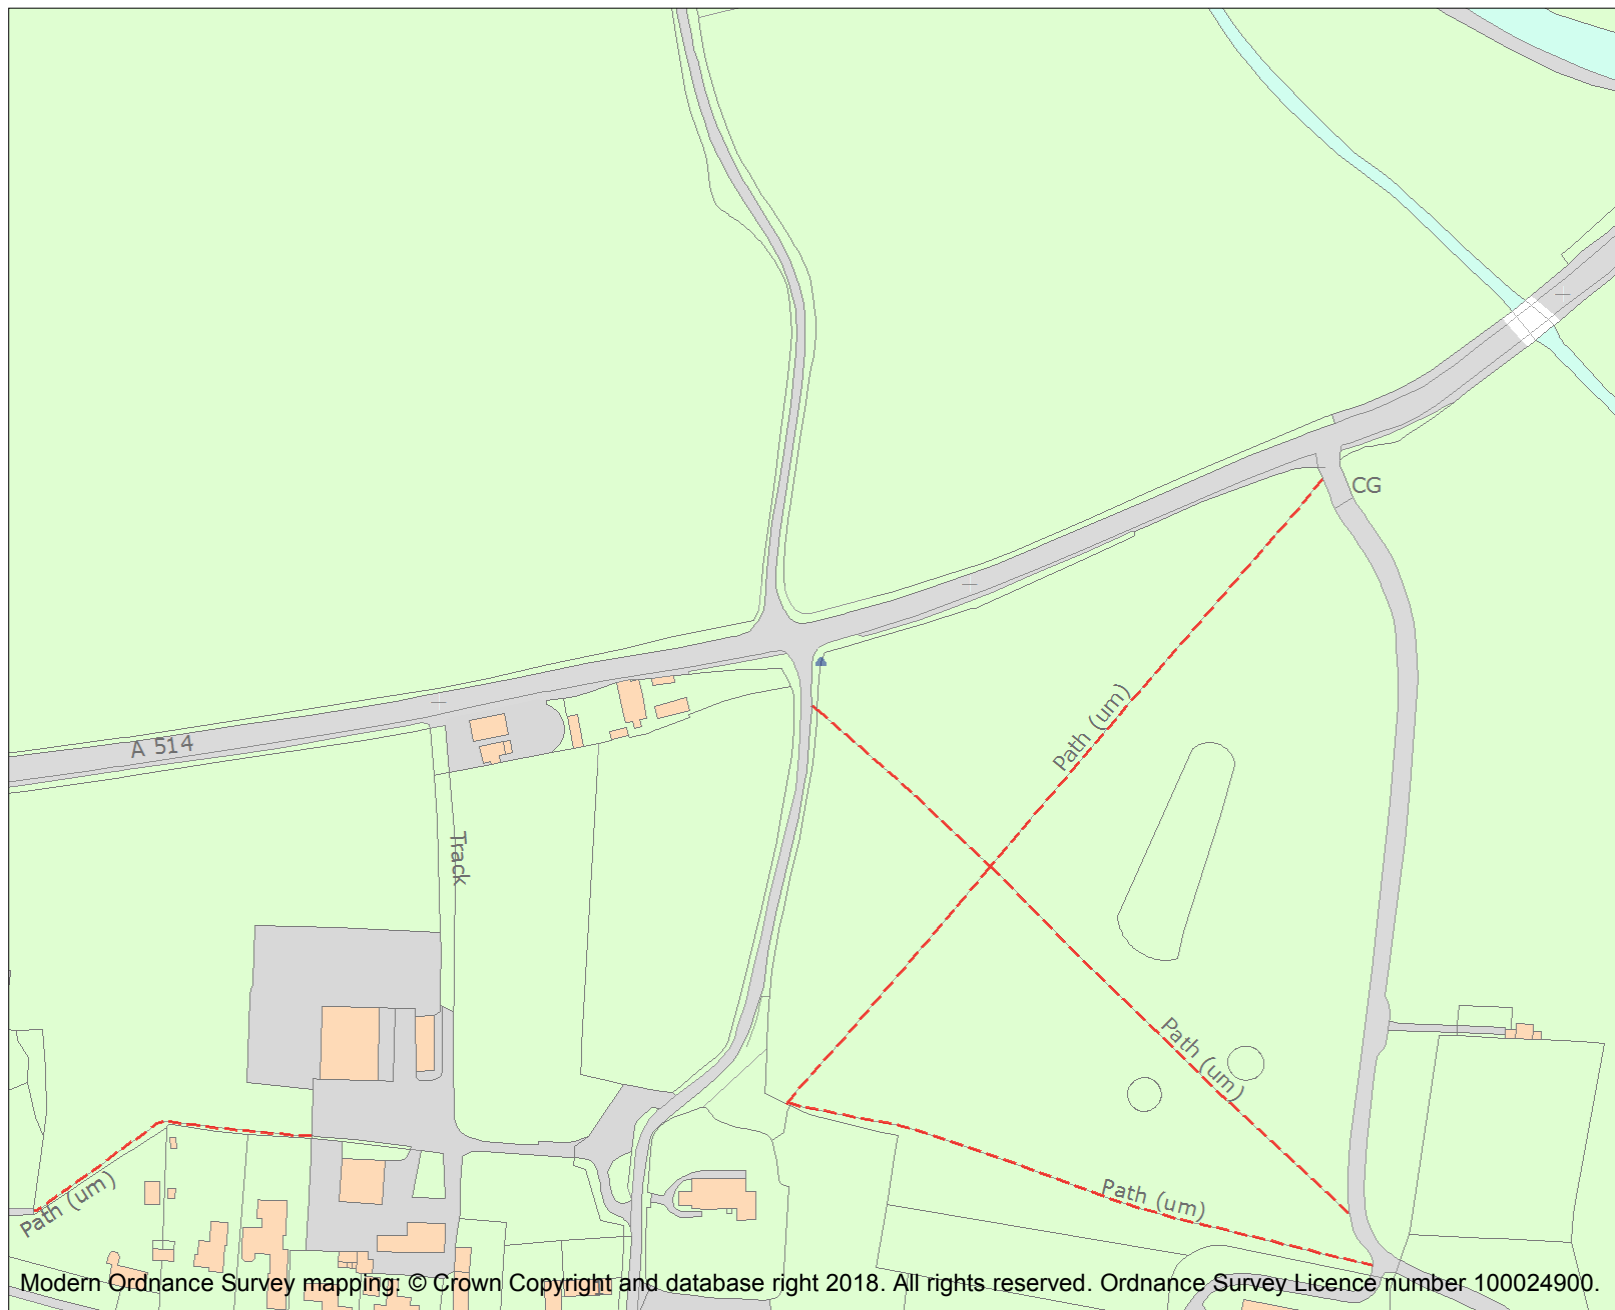 CG
Path (um)
A 514
Track
Path (um)
Path (um)
Path (um)
Modern Ordnance Survey mapping: © Crown Copyright and database right 2018. All rights reserved. Ordnance Survey Licence number 100024900.